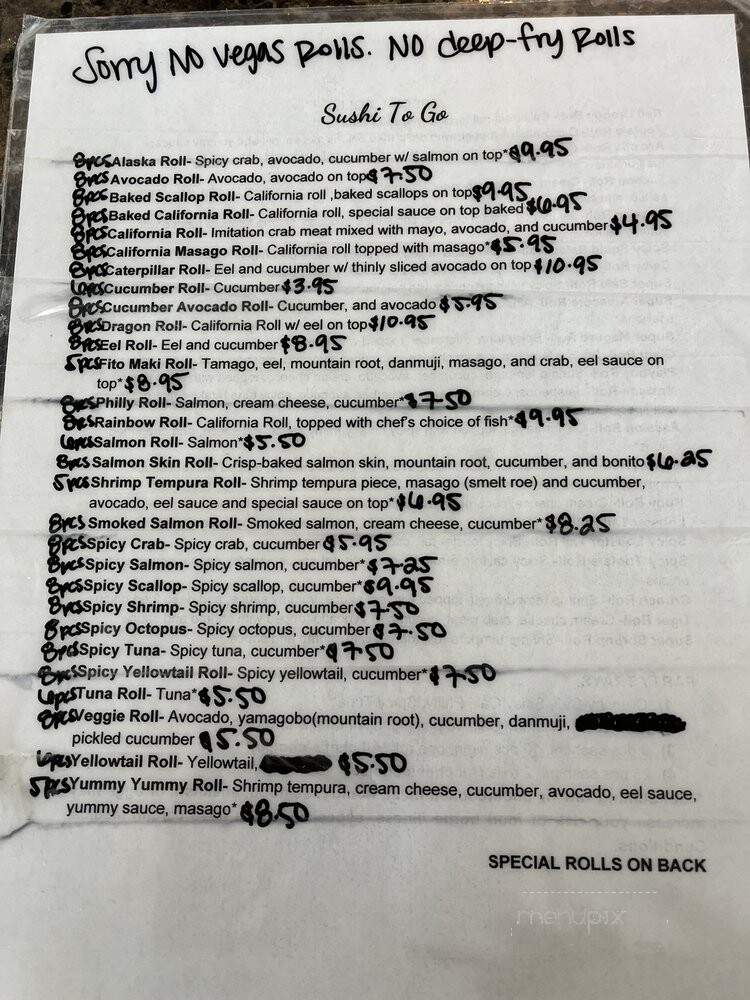 Sorry NO Vegas Rolls. NO deep-fry Rolls
Sushi To Go
8pcs Alaska Roll- Spicy crab, avocado, cucumber w/ salmon on top* $9.95
8pcs Avocado Roll- Avocado, avocado on top $7.50
8pcs Baked Scallop Roll- California roll ,baked scallops on top $9.95
8pcs Baked California Roll- California roll, special sauce on top baked $6.95
8pcs California Roll- Imitation crab meat mixed with mayo, avocado, and cucumber $4.95
8pcs California Masago Roll- California roll topped with masago* $5.95
8pcs Caterpillar Roll- Eel and cucumber w/ thinly sliced avocado on top $10.95
6pcs Cucumber Roll- Cucumber $3.95
8pcs Cucumber Avocado Roll- Cucumber, and avocado $5.95
8pcs Dragon Roll- California Roll w/ eel on top $10.95
8pcs Eel Roll- Eel and cucumber $8.95
5pcs Fito Maki Roll- Tamago, eel, mountain root, danmuji, masago, and crab, eel sauce on
top* $8.95
8pcs Philly Roll- Salmon, cream cheese, cucumber* $7.50
8pcs Rainbow Roll- California Roll, topped with chef's choice of fish* $9.95
6pcs Salmon Roll- Salmon* $5.50
8pcs Salmon Skin Roll- Crisp-baked salmon skin, mountain root, cucumber, and bonito $6.25
5pcs Shrimp Tempura Roll- Shrimp tempura piece, masago (smelt roe) and cucumber,
avocado, eel sauce and special sauce on top* $6.95
8pcs Smoked Salmon Roll- Smoked salmon, cream cheese, cucumber* $8.25
8pcs Spicy Crab- Spicy crab, cucumber $5.95
8pcs Spicy Salmon- Spicy salmon, cucumber* $7.25
8pcs Spicy Scallop- Spicy scallop, cucumber* $9.95
8pcs Spicy Shrimp- Spicy shrimp, cucumber $7.50
8pcs Spicy Octopus- Spicy octopus, cucumber $7.50
8pcs Spicy Tuna- Spicy tuna, cucumber* $7.50
8pcs Spicy Yellowtail Roll- Spicy yellowtail, cucumber* $7.50
6pcs Tuna Roll- Tuna* $5.50
8pcs Veggie Roll- Avocado, yamagobo(mountain root), cucumber, danmuji,
pickled cucumber $5.50
6pcs Yellowtail Roll- Yellowtail, $5.50
5pcs Yummy Yummy Roll- Shrimp tempura, cream cheese, cucumber, avocado, eel sauce,
yummy sauce, masago* $8.50
SPECIAL ROLLS ON BACK
menupix